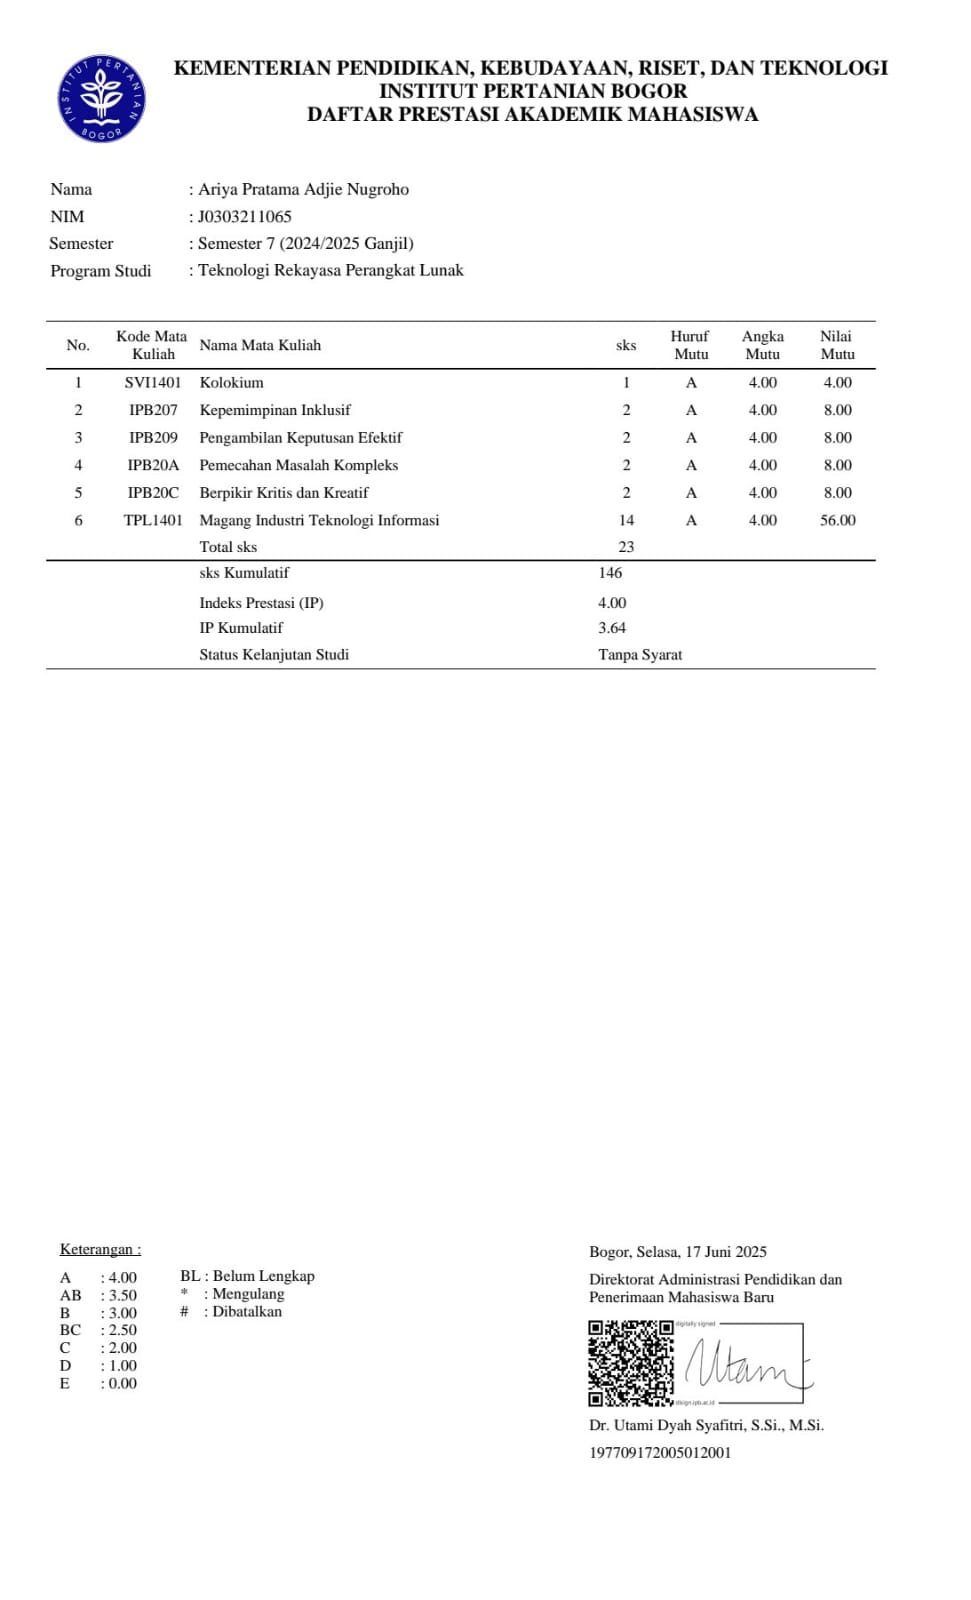 INSTITUT PERTANIAN BOGOR
KEMENTERIAN PENDIDIKAN, KEBUDAYAAN, RISET, DAN TEKNOLOGI
INSTITUT PERTANIAN BOGOR
DAFTAR PRESTASI AKADEMIK MAHASISWA
Nama : Ariya Pratama Adjie Nugroho
NIM : J0303211065
Semester : Semester 7 (2024/2025 Ganjil)
Program Studi : Teknologi Rekayasa Perangkat Lunak
No. Kode Mata Kuliah Nama Mata Kuliah sks Huruf Mutu Angka Mutu Nilai Mutu
1 SVI1401 Kolokium 1 A 4.00 4.00
2 IPB207 Kepemimpinan Inklusif 2 A 4.00 8.00
3 IPB209 Pengambilan Keputusan Efektif 2 A 4.00 8.00
4 IPB20A Pemecahan Masalah Kompleks 2 A 4.00 8.00
5 IPB20C Berpikir Kritis dan Kreatif 2 A 4.00 8.00
6 TPL1401 Magang Industri Teknologi Informasi 14 A 4.00 56.00
Total sks 23
sks Kumulatif 146
Indeks Prestasi (IP) 4.00
IP Kumulatif 3.64
Status Kelanjutan Studi Tanpa Syarat
Keterangan :
A : 4.00
AB : 3.50
B : 3.00
BC : 2.50
C : 2.00
D : 1.00
E : 0.00
BL : Belum Lengkap
* : Mengulang
# : Dibatalkan
Bogor, Selasa, 17 Juni 2025
Direktorat Administrasi Pendidikan dan
Penerimaan Mahasiswa Baru
digitally signed
Utami
dsign.ipb.ac.id
Dr. Utami Dyah Syafitri, S.Si., M.Si.
197709172005012001